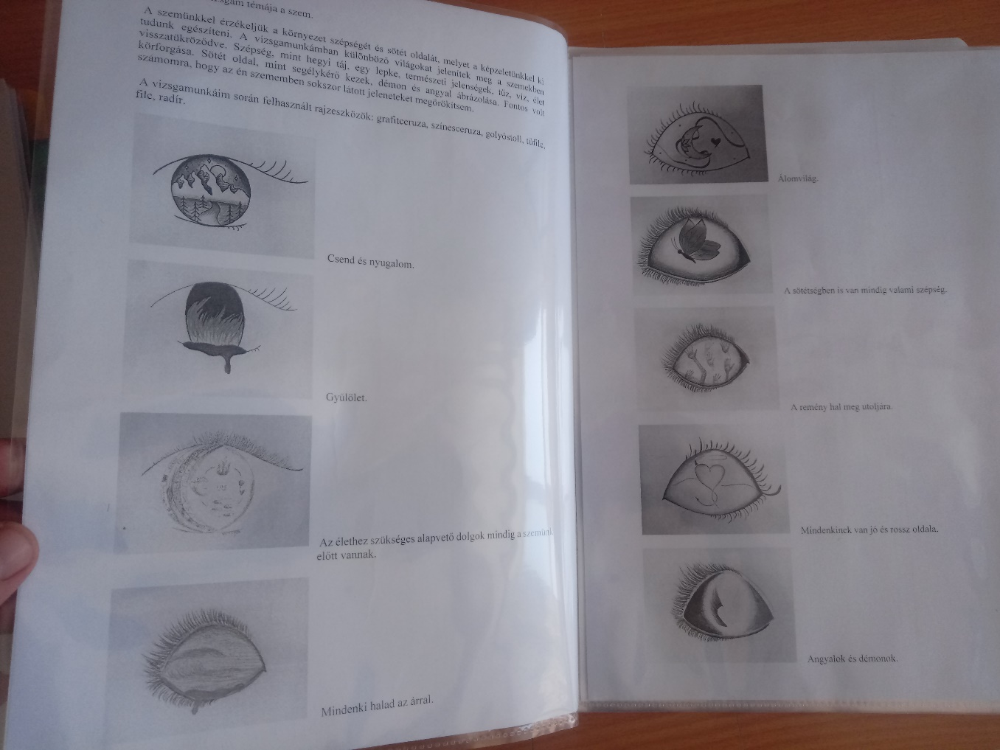 témája a szem.
A szemünkkel érzékeljük a környezet szépségét és sötét oldalát, melyet a képzeletünkkel ki
tudunk egészíteni. A vizsgamunkámban különböző világokat jelenítek meg a szemekben
visszatükröződve. Szépség, mint hegyi táj, egy lepke, természeti jelenségek, tűz, víz, élet
körforgása. Sötét oldal, mint segélykérő kezek, démon és angyal ábrázolása. Fontos volt
számomra, hogy az én szememben sokszor látott jeleneteket megörökítsem.
A vizsgamunkáim során felhasznált rajzeszközök: grafitceruza, színesceruza, golyóstoll, tűfilc,
filc, radír.
Csend és nyugalom.
Gyűlölet.
Az élethez szükséges alapvető dolgok mindig a szemünk
előtt vannak.
Mindenki halad az árral.
Álomvilág.
A sötétségben is van mindig valami szépség.
A remény hal meg utoljára.
Mindenkinek van jó és rossz oldala.
Angyalok és démonok.